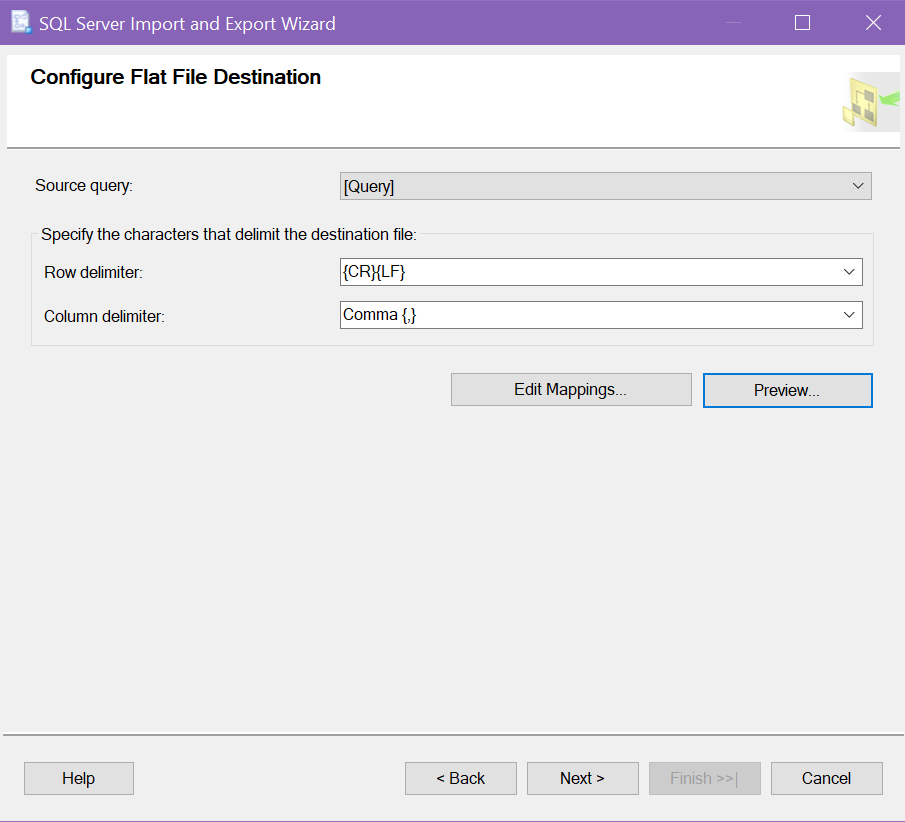 SQL Server Import and Export Wizard
Configure Flat File Destination
Source query:
[Query]
Specify the characters that delimit the destination file:
Row delimiter:
{CR}{LF}
Column delimiter:
Comma {,}
Edit Mappings...
Preview...
Help
< Back
Next >
Finish >>|
Cancel